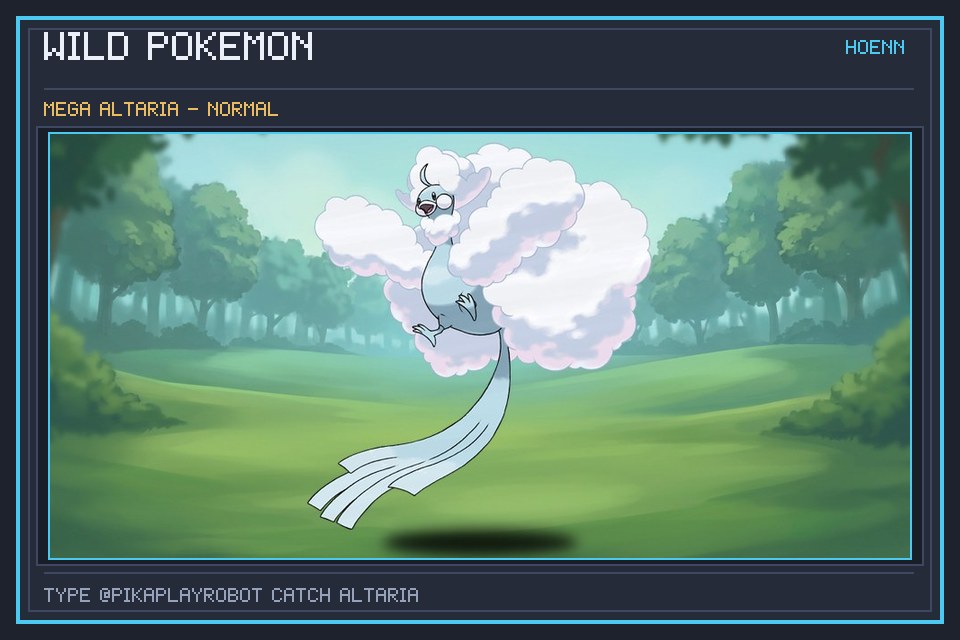 WILD POKEMON
HOENN
MEGA ALTARIA – NORMAL
TYPE @PIKAPLAYROBOT CATCH ALTARIA